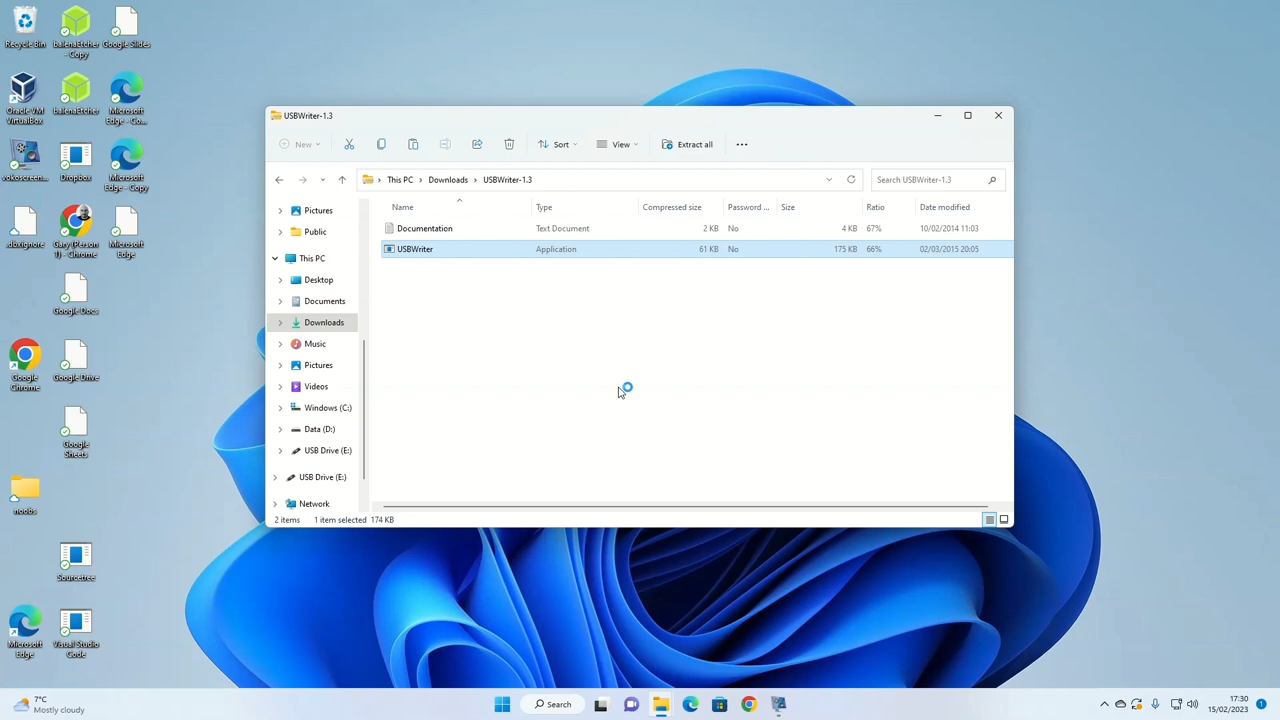 Recycle Bin
balenaEtcher
- Copy
Google Slides
Oracle VM
VirtualBox
balenaEtcher
Microsoft
Edge - Co...
vokoscreen...
Dropbox
Microsoft
Edge - Copy
.dbxignore
Gary (Person
1) - Chrome
Microsoft
Edge
Google Docs
Google
Chrome
Google Drive
Google
Sheets
noobs
Sourcetree
Microsoft
Edge
Visual Studio
Code
USBWriter-1.3
New
Sort
View
Extract all
This PC > Downloads > USBWriter-1.3
Search USBWriter-1.3
Name Type Compressed size Password ... Size Ratio Date modified
Documentation Text Document 2 KB No 4 KB 67% 10/02/2014 11:03
USBWriter Application 61 KB No 175 KB 66% 02/03/2015 20:05
Pictures
Public
This PC
Desktop
Documents
Downloads
Music
Pictures
Videos
Windows (C:)
Data (D:)
USB Drive (E:)
USB Drive (E:)
Network
2 items 1 item selected 174 KB
7°C
Mostly cloudy
Search
17:30
15/02/2023
1